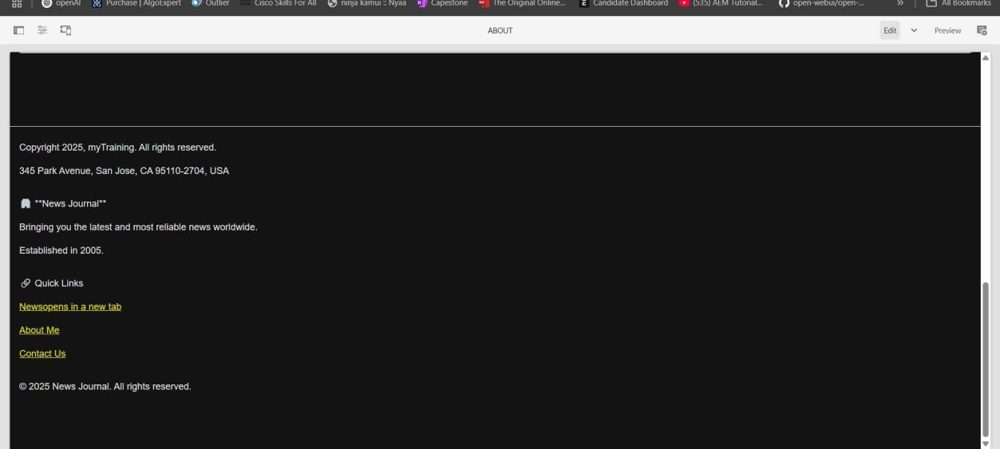 openAI Purchase | AlgoExpert Outlier Cisco Skills For All ninja kamui :: Nyaa Capestone The Original Online... Candidate Dashboard (535) AEM Tutorial... open-webui/open-... » All Bookmarks
ABOUT Edit Preview
Copyright 2025, myTraining. All rights reserved.
345 Park Avenue, San Jose, CA 95110-2704, USA
🏢 **News Journal**
Bringing you the latest and most reliable news worldwide.
Established in 2005.
🔗 Quick Links
Newsopens in a new tab
About Me
Contact Us
© 2025 News Journal. All rights reserved.